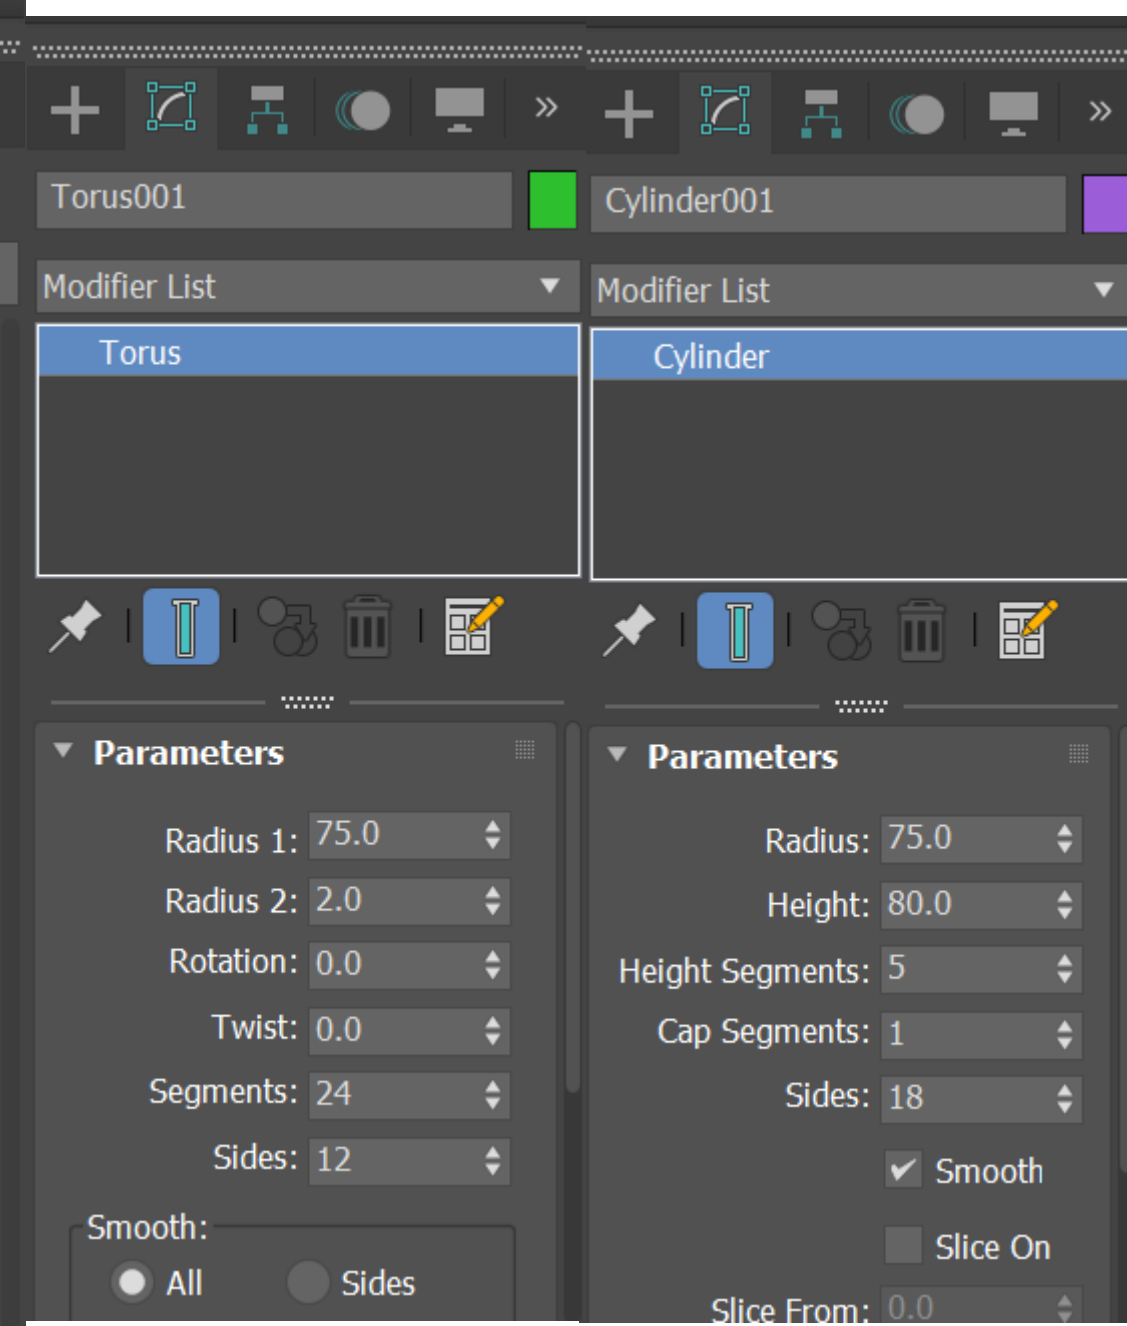 Torus001
Modifier List
Torus
Parameters
Radius 1: 75.0
Radius 2: 2.0
Rotation: 0.0
Twist: 0.0
Segments: 24
Sides: 12
Smooth:
All Sides
Cylinder001
Modifier List
Cylinder
Parameters
Radius: 75.0
Height: 80.0
Height Segments: 5
Cap Segments: 1
Sides: 18
Smooth
Slice On
Slice From: 0.0